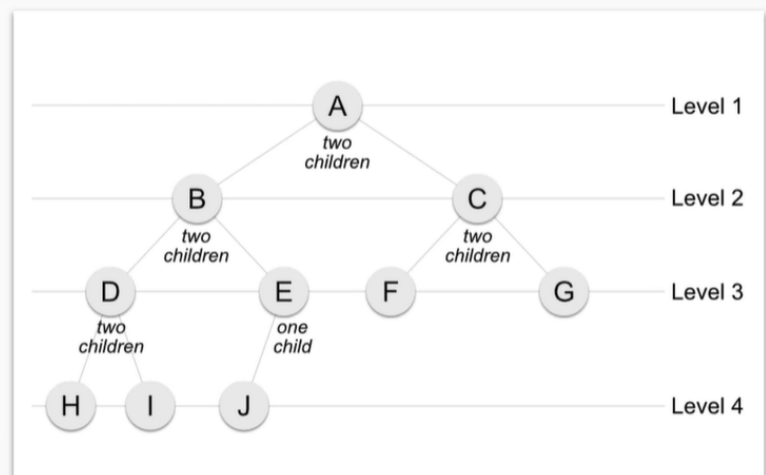 A
Level 1
two
children
B
C
Level 2
two
children
two
children
D
E
F
G
Level 3
two
children
one
child
H
I
J
Level 4